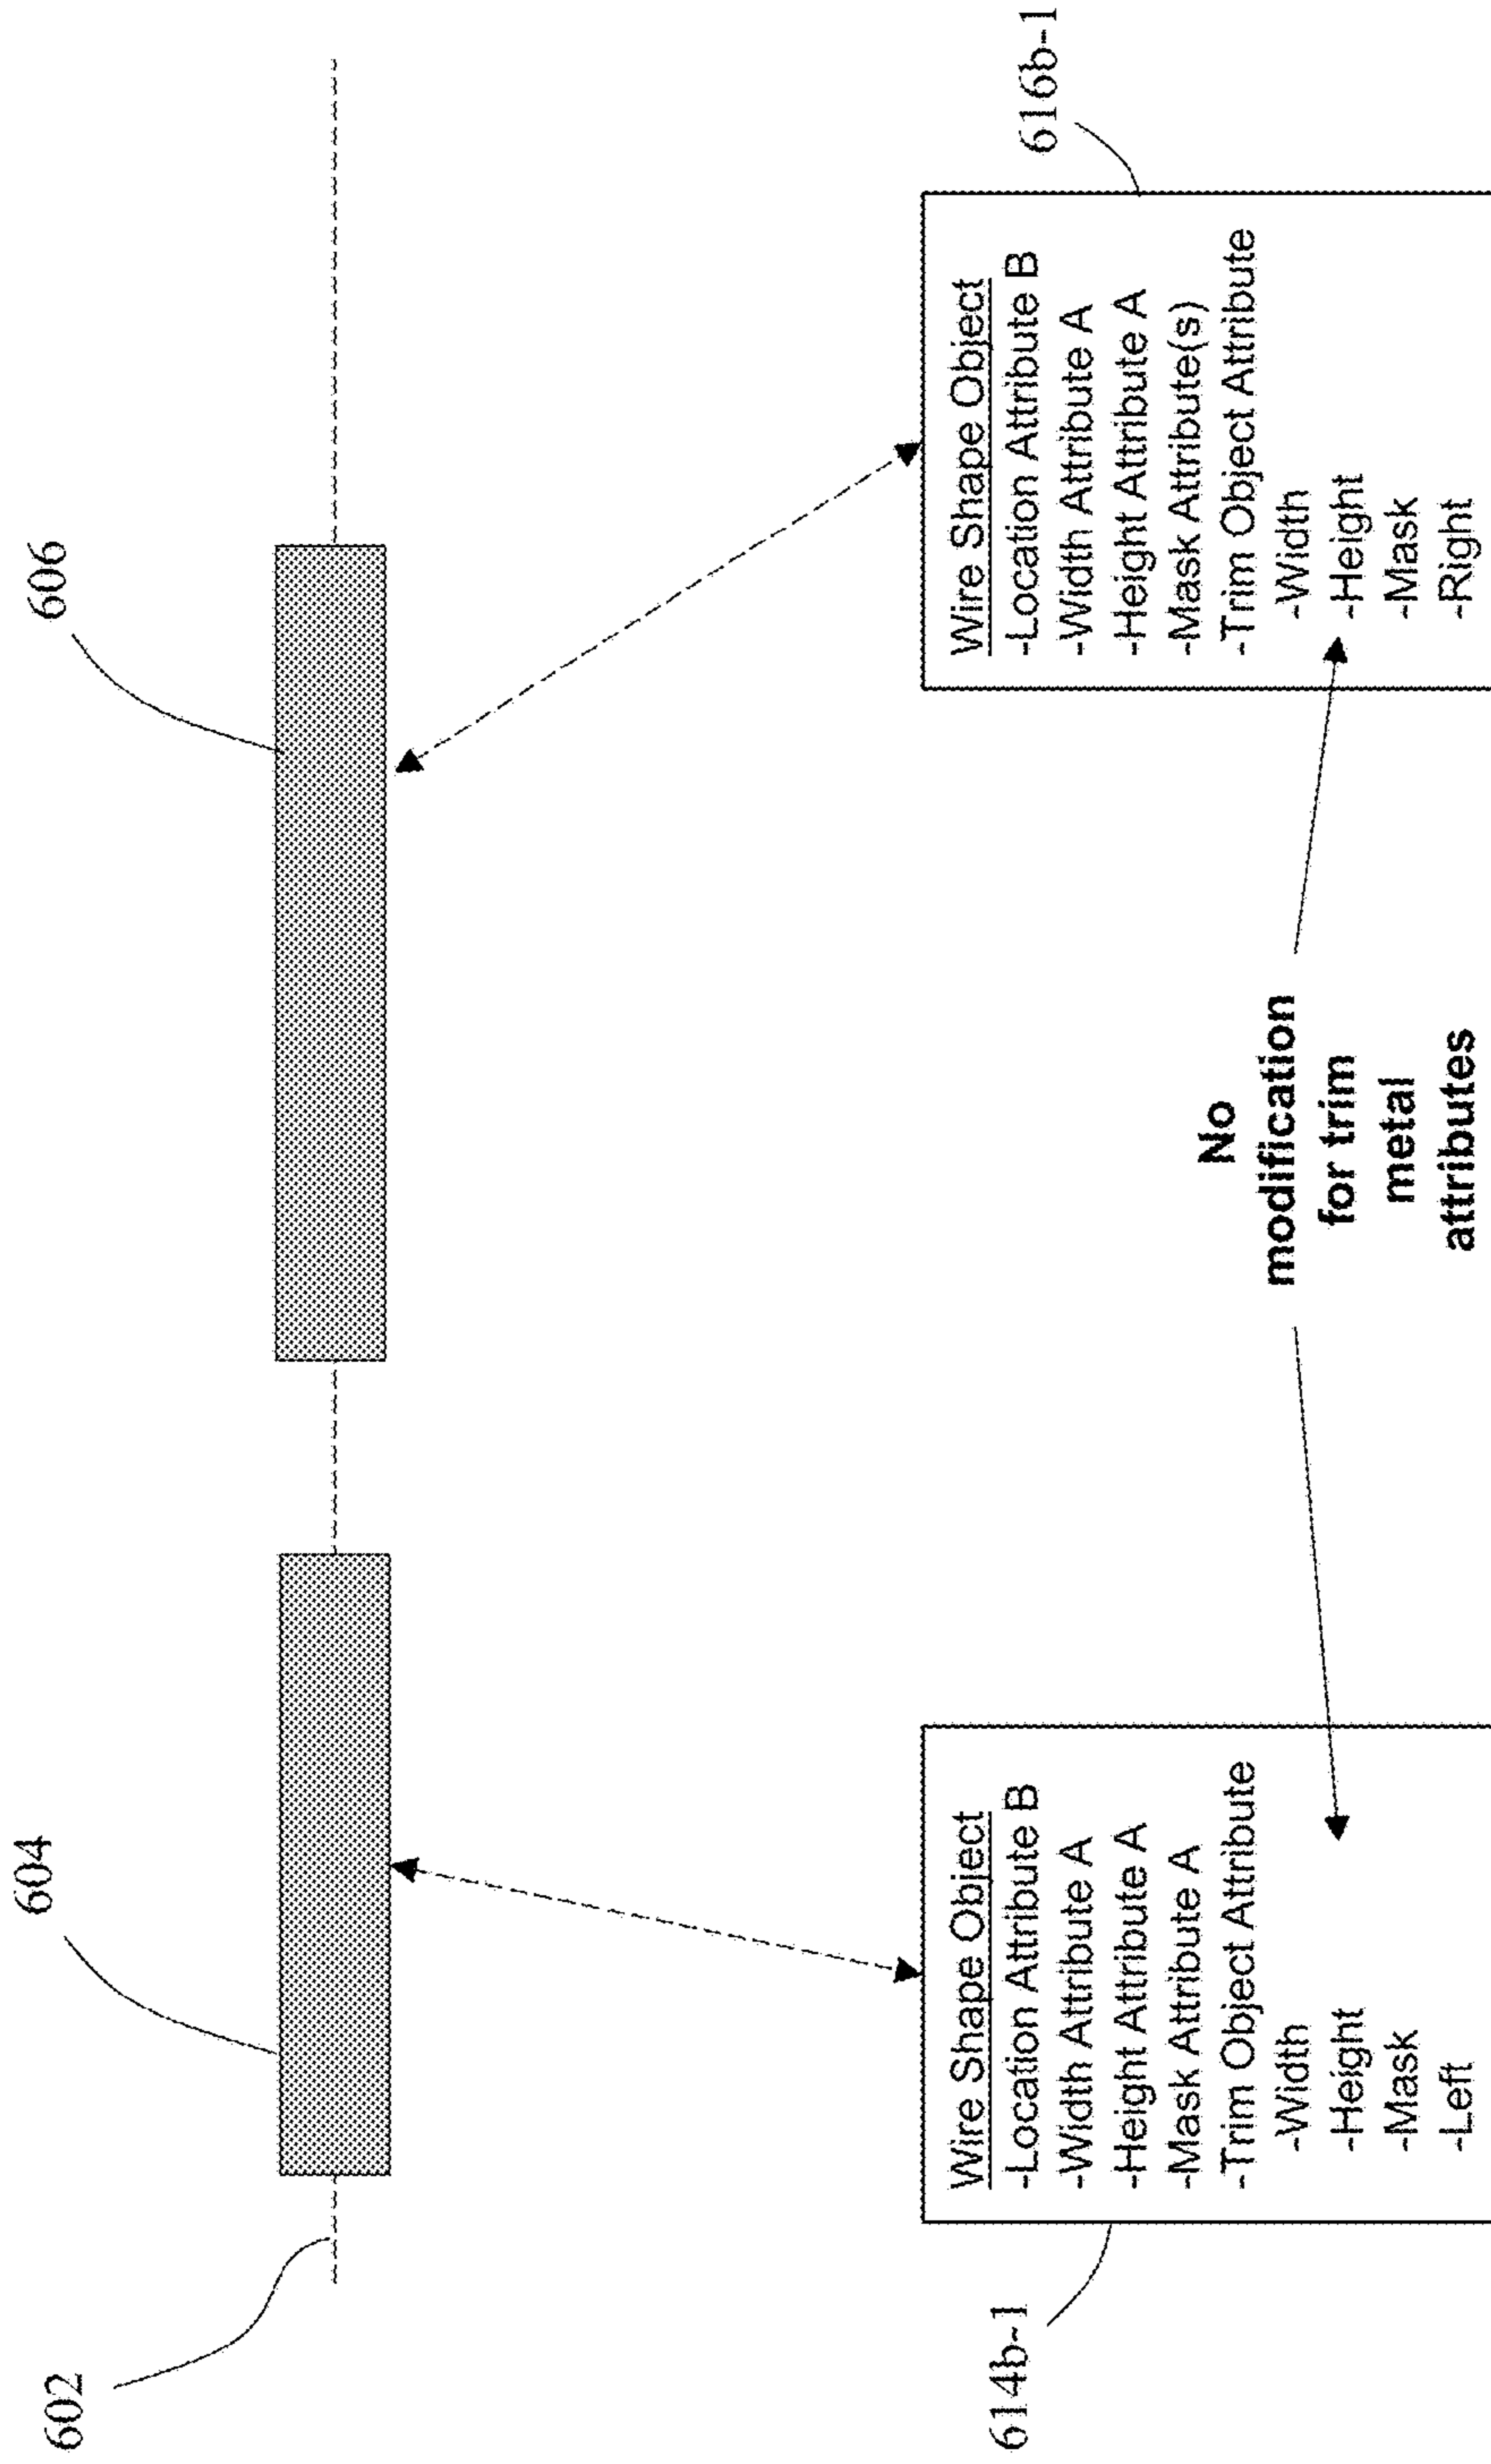 602
604
606
614b-1
Wire Shape Object
-Location Attribute B
-Width Attribute A
-Height Attribute A
-Mask Attribute A
-Trim Object Attribute
-Width
-Height
-Mask
-Left
No
modification
for trim
metal
attributes
Wire Shape Object
-Location Attribute B
-Width Attribute A
-Height Attribute A
-Mask Attribute(s)
-Trim Object Attribute
-Width
-Height
-Mask
-Right
616b-1